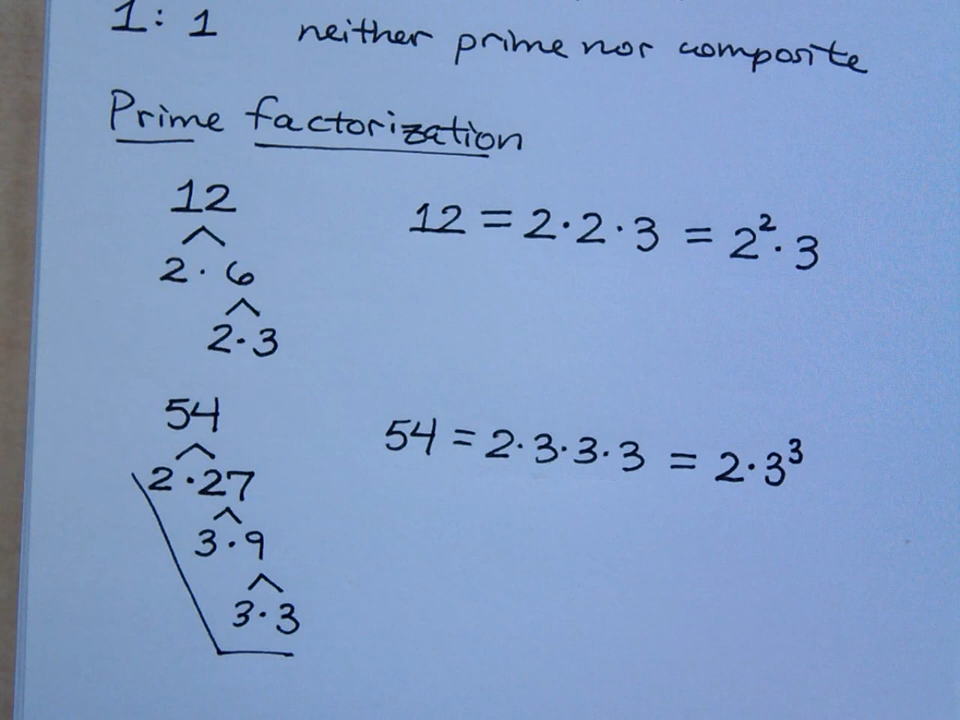 1: 1 neither prime nor composite
Prime factorization
12
2 · 6
2 · 3
12 = 2 · 2 · 3 = 2² · 3
54
2 · 27
3 · 9
3 · 3
54 = 2 · 3 · 3 · 3 = 2 · 3³